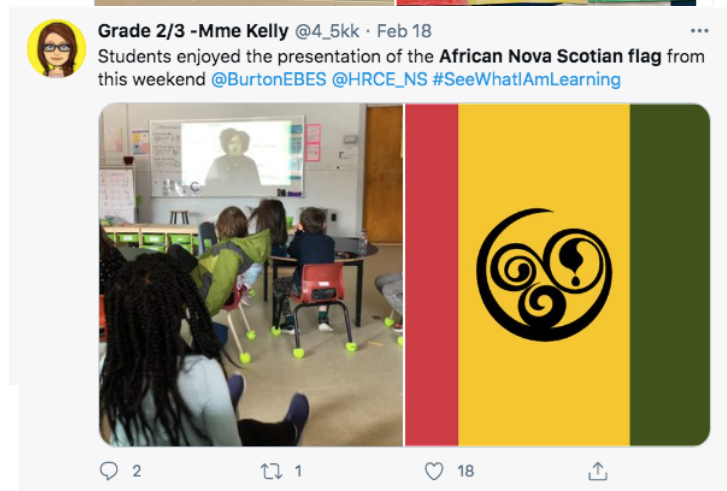 Grade 2/3 -Mme Kelly @4_5kk · Feb 18
Students enjoyed the presentation of the African Nova Scotian flag from
this weekend @BurtonEBES @HRCE_NS #SeeWhatIAmLearning
2 1 18